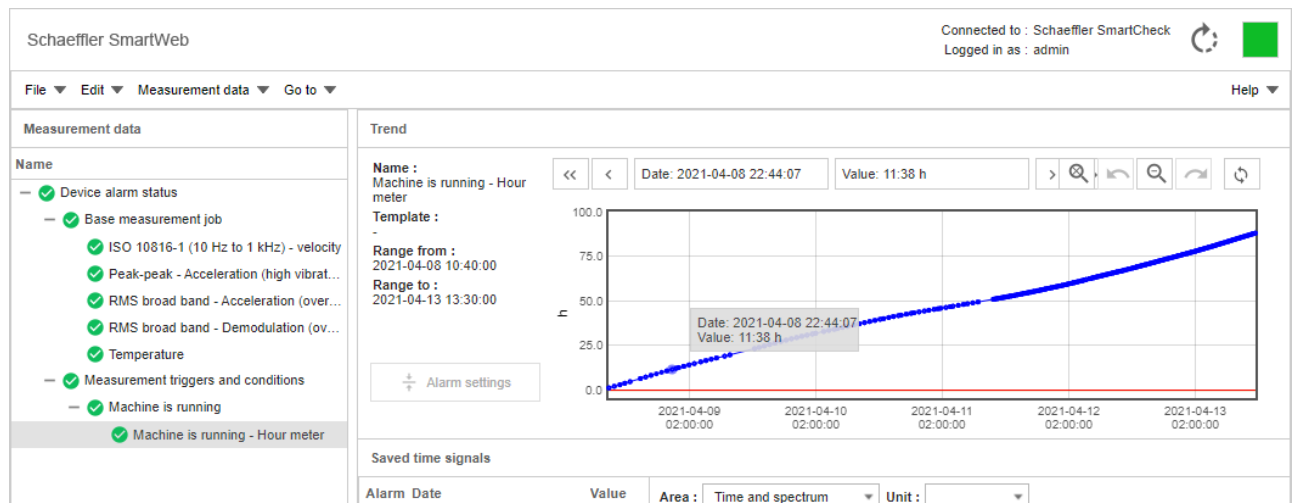 Schaeffler SmartWeb
Connected to : Schaeffler SmartCheck
Logged in as : admin
File Edit Measurement data Go to Help
Measurement data
Name
Device alarm status
Base measurement job
ISO 10816-1 (10 Hz to 1 kHz) - velocity
Peak-peak - Acceleration (high vibrat...
RMS broad band - Acceleration (over...
RMS broad band - Demodulation (ov...
Temperature
Measurement triggers and conditions
Machine is running
Machine is running - Hour meter
Trend
Name :
Machine is running - Hour
meter
Template :
-
Range from :
2021-04-08 10:40:00
Range to :
2021-04-13 13:30:00
Alarm settings
<< < Date: 2021-04-08 22:44:07 Value: 11:38 h >
100.0
75.0
50.0
25.0
0.0
h
Date: 2021-04-08 22:44:07
Value: 11:38 h
2021-04-09 2021-04-10 2021-04-11 2021-04-12 2021-04-13
02:00:00 02:00:00 02:00:00 02:00:00 02:00:00
Saved time signals
Alarm Date Value
Area : Time and spectrum Unit :